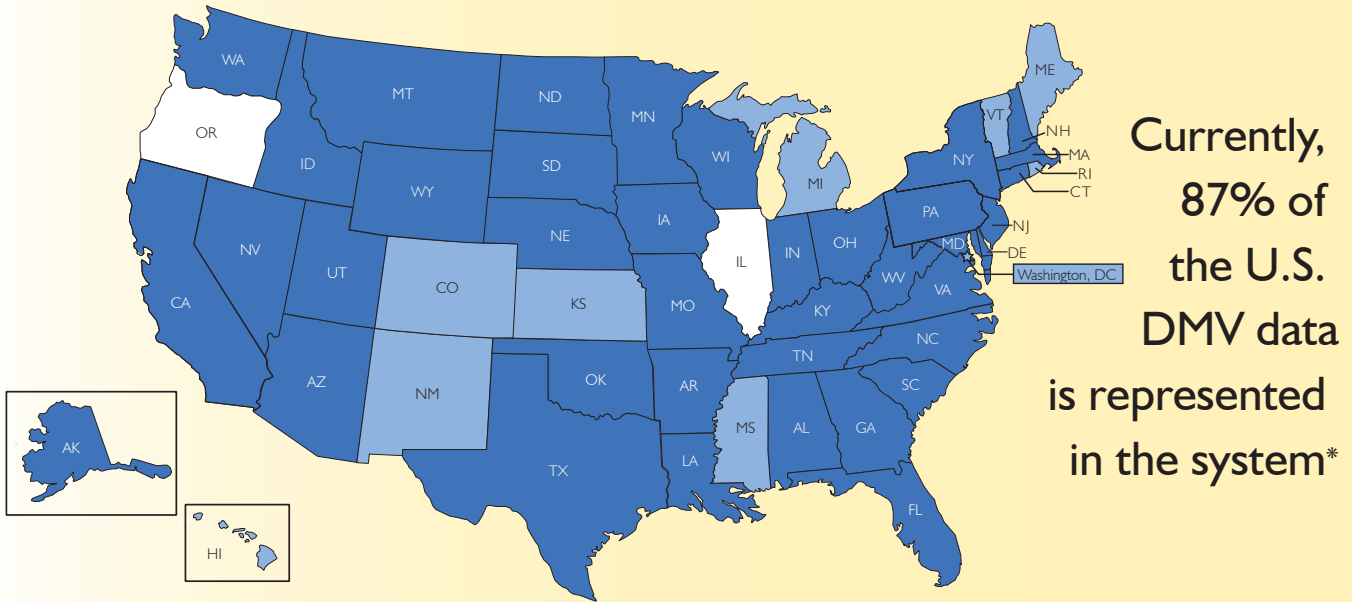 WA
MT
ND
MN
ME
VT
NH
OR
ID
SD
WI
MI
NY
MA
RI
CT
WY
IA
PA
NJ
NE
NV
UT
IL
IN
OH
MD
DE
Washington, DC
CA
CO
KS
MO
WV
VA
KY
AZ
NM
OK
AR
TN
NC
SC
MS
AL
GA
AK
TX
LA
FL
HI
Currently,
87% of
the U.S.
DMV data
is represented
in the system*